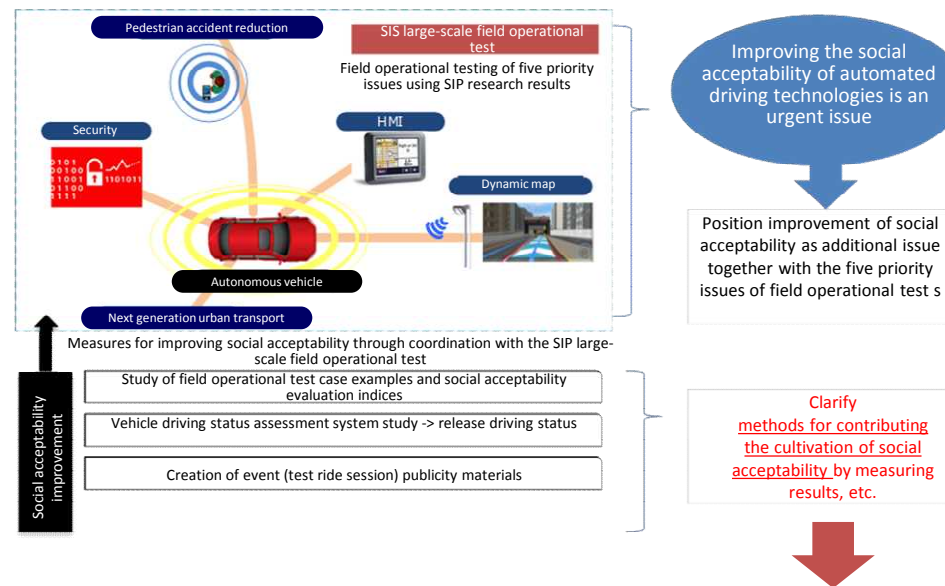 Pedestrian accident reduction
SIS large-scale field operational
test
Field operational testing of five priority
issues using SIP research results
HMI
Security
0101
00100
11001
01100
1111
1101011
Dynamic map
Autonomous vehicle
Next generation urban transport
Improving the social
acceptability of automated
driving technologies is an
urgent issue
Position improvement of social
acceptability as additional issue
together with the five priority
issues of field operational test s
Measures for improving social acceptability through coordination with the SIP large-
scale field operational test
Social acceptability
improvement
Study of field operational test case examples and social acceptability
evaluation indices
Vehicle driving status assessment system study -> release driving status
Creation of event (test ride session) publicity materials
Clarify
methods for contributing
the cultivation of social
acceptability by measuring
results, etc.